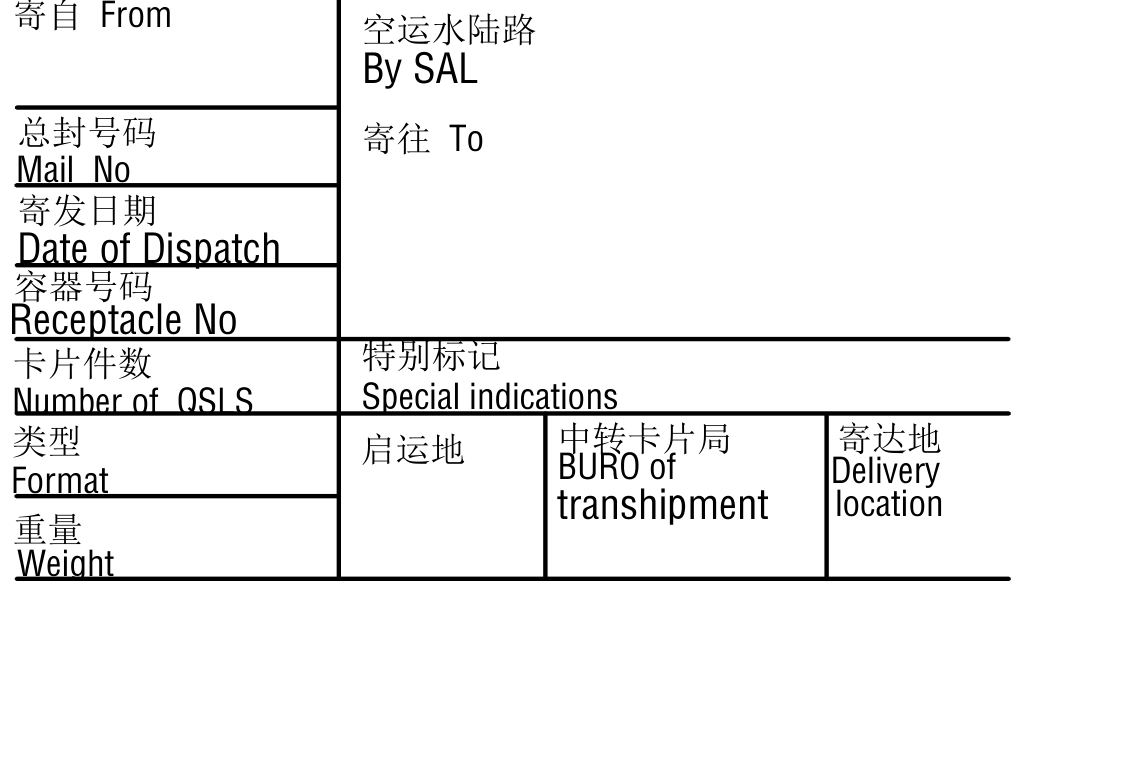 寄自 From
空运水陆路
By SAL
总封号码
Mail No
寄往 To
寄发日期
Date of Dispatch
容器号码
Receptacle No
卡片件数
Number of QSLS
特别标记
Special indications
类型
Format
启运地
中转卡片局
BURO of
transhipment
寄达地
Delivery
location
重量
Weight